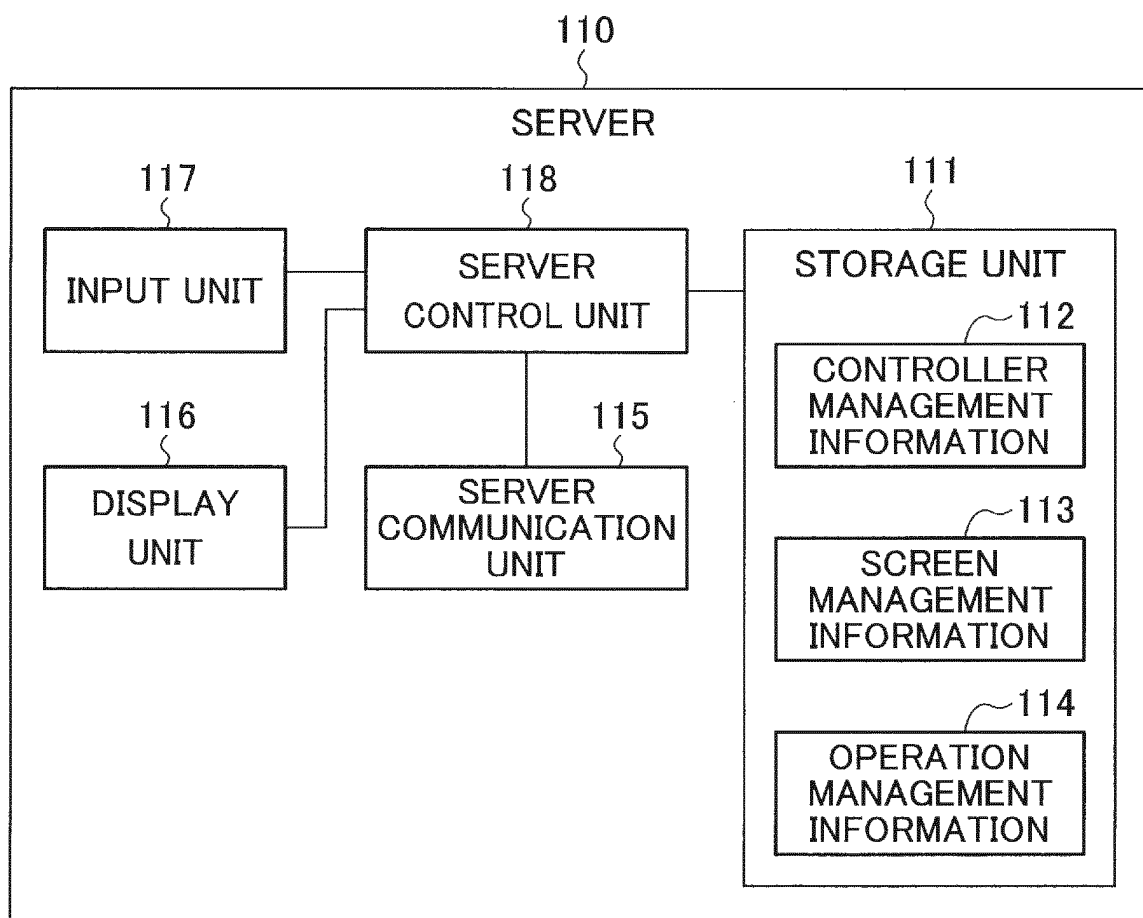 110
SERVER
117
INPUT UNIT
118
SERVER
CONTROL UNIT
111
STORAGE UNIT
112
CONTROLLER
MANAGEMENT
INFORMATION
116
DISPLAY
UNIT
115
SERVER
COMMUNICATION
UNIT
113
SCREEN
MANAGEMENT
INFORMATION
114
OPERATION
MANAGEMENT
INFORMATION